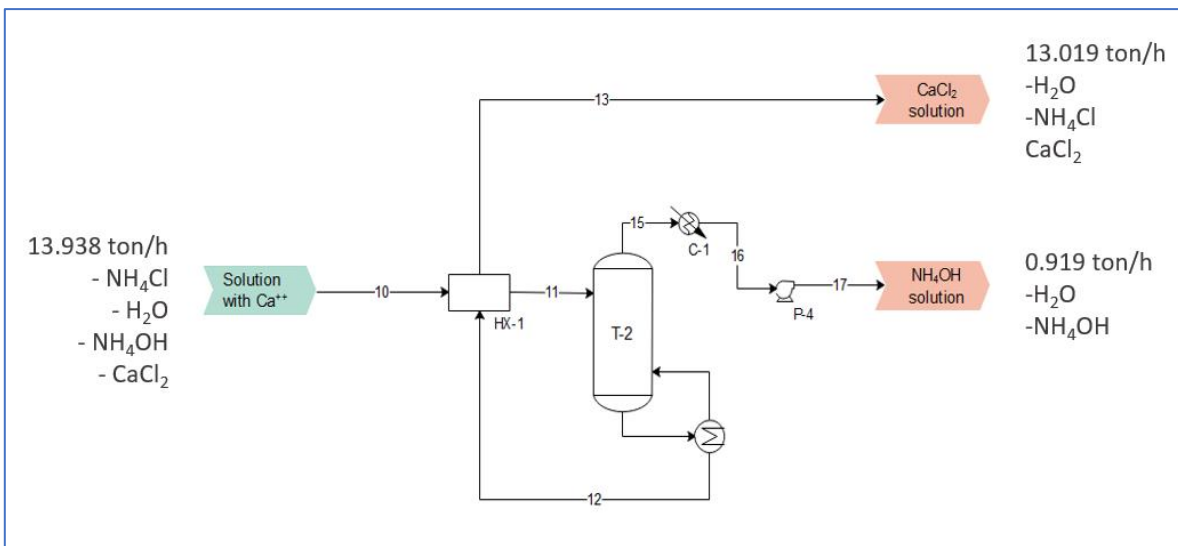 13.019 ton/h
-H₂O
-NH₄Cl
CaCl₂
13
CaCl₂
solution
13.938 ton/h
- NH₄Cl
- H₂O
- NH₄OH
- CaCl₂
Solution
with Ca⁺⁺
10
HX-1
11
T-2
15
C-1
16
P-4
17
NH₄OH
solution
0.919 ton/h
-H₂O
-NH₄OH
12